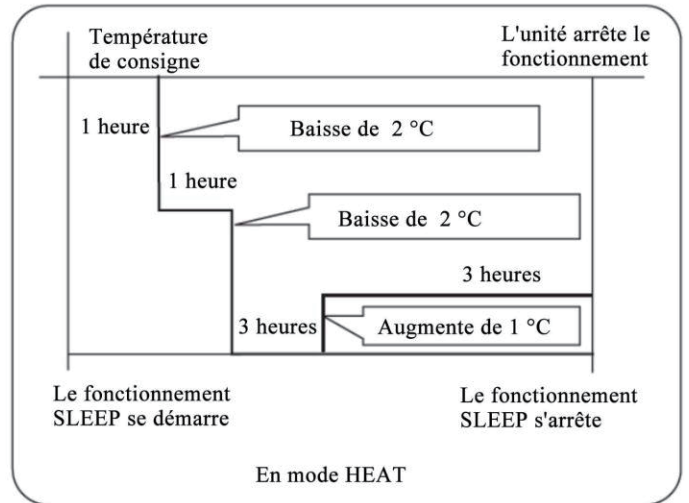 Température
de consigne
L'unité arrête le
fonctionnement
1 heure
Baisse de 2 °C
1 heure
Baisse de 2 °C
3 heures
3 heures
Augmente de 1 °C
Le fonctionnement
SLEEP se démarre
Le fonctionnement
SLEEP s'arrête
En mode HEAT